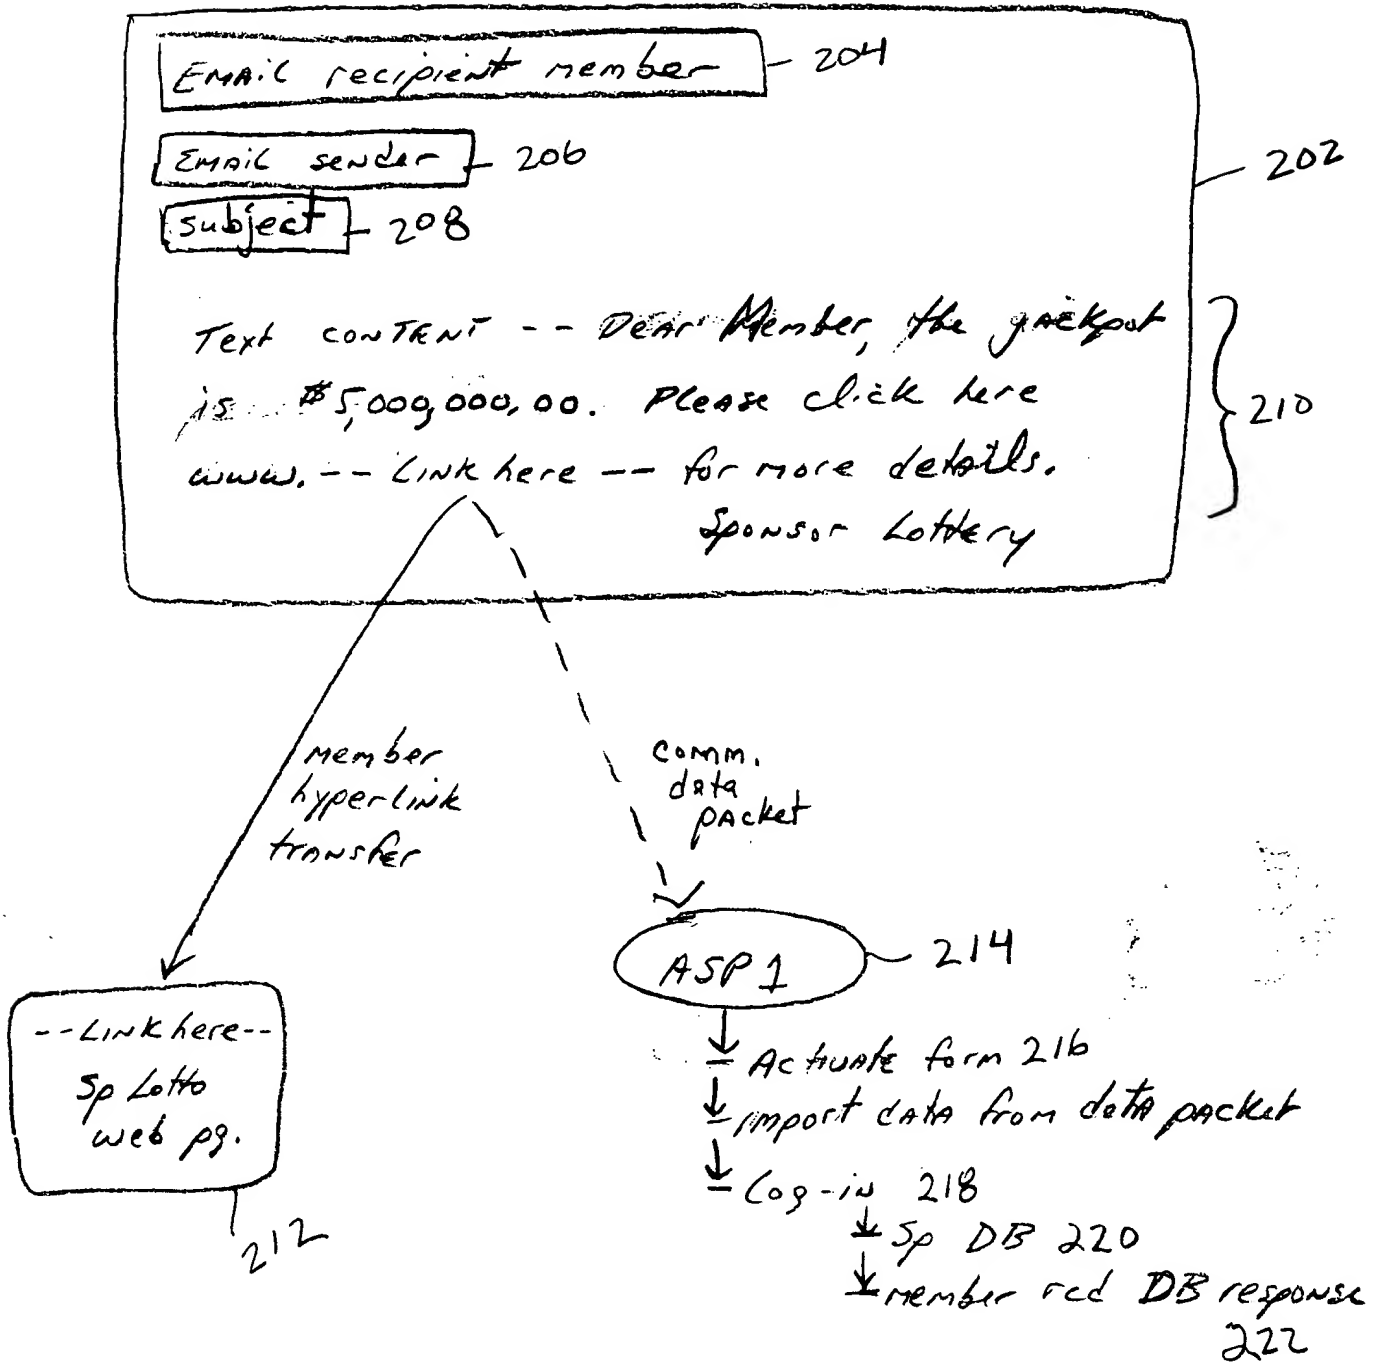 EMAIL recipient member 204
EMAIL sender 206
202
subject 208
Text CONTENT -- Dear Member, the jackpot
is $5,000,000,00. Please click here
210
www. -- Link here -- for more details.
Sponsor Lottery
member
hyperlink
transfer
comm.
data
packet
ASP 1 214
--Link here--
Sp Lotto
web pg.
212
Activate form 216
import data from data packet
Log-in 218
Sp DB 220
member rcd DB response
222